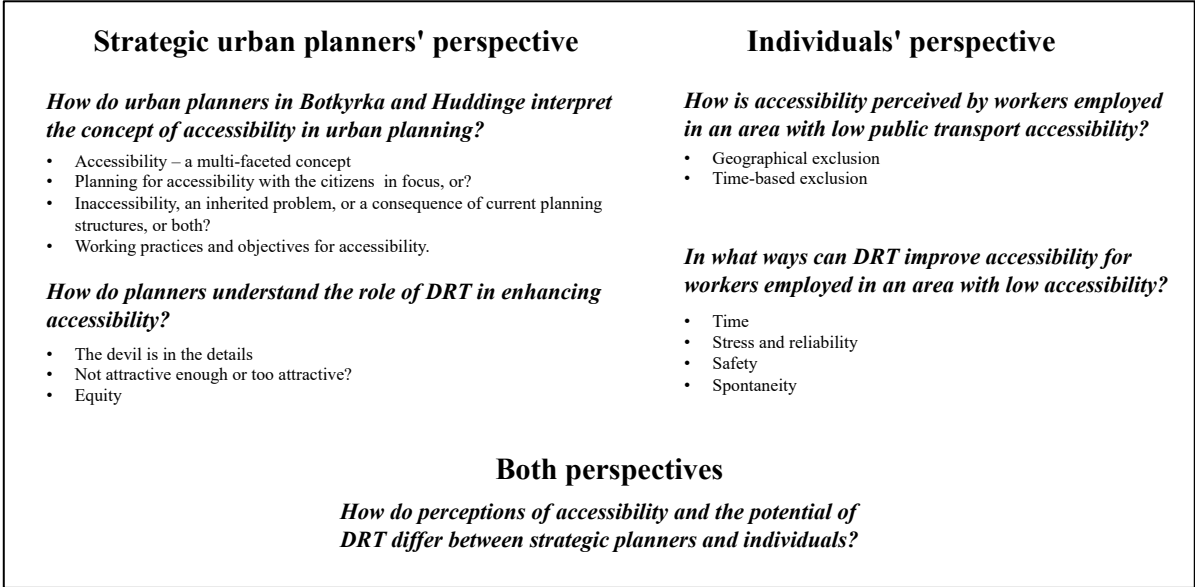 Strategic urban planners' perspective
How do urban planners in Botkyrka and Huddinge interpret
the concept of accessibility in urban planning?
• Accessibility – a multi-faceted concept
• Planning for accessibility with the citizens in focus, or?
• Inaccessibility, an inherited problem, or a consequence of current planning
structures, or both?
• Working practices and objectives for accessibility.
How do planners understand the role of DRT in enhancing
accessibility?
• The devil is in the details
• Not attractive enough or too attractive?
• Equity
Individuals' perspective
How is accessibility perceived by workers employed
in an area with low public transport accessibility?
• Geographical exclusion
• Time-based exclusion
In what ways can DRT improve accessibility for
workers employed in an area with low accessibility?
• Time
• Stress and reliability
• Safety
• Spontaneity
Both perspectives
How do perceptions of accessibility and the potential of
DRT differ between strategic planners and individuals?